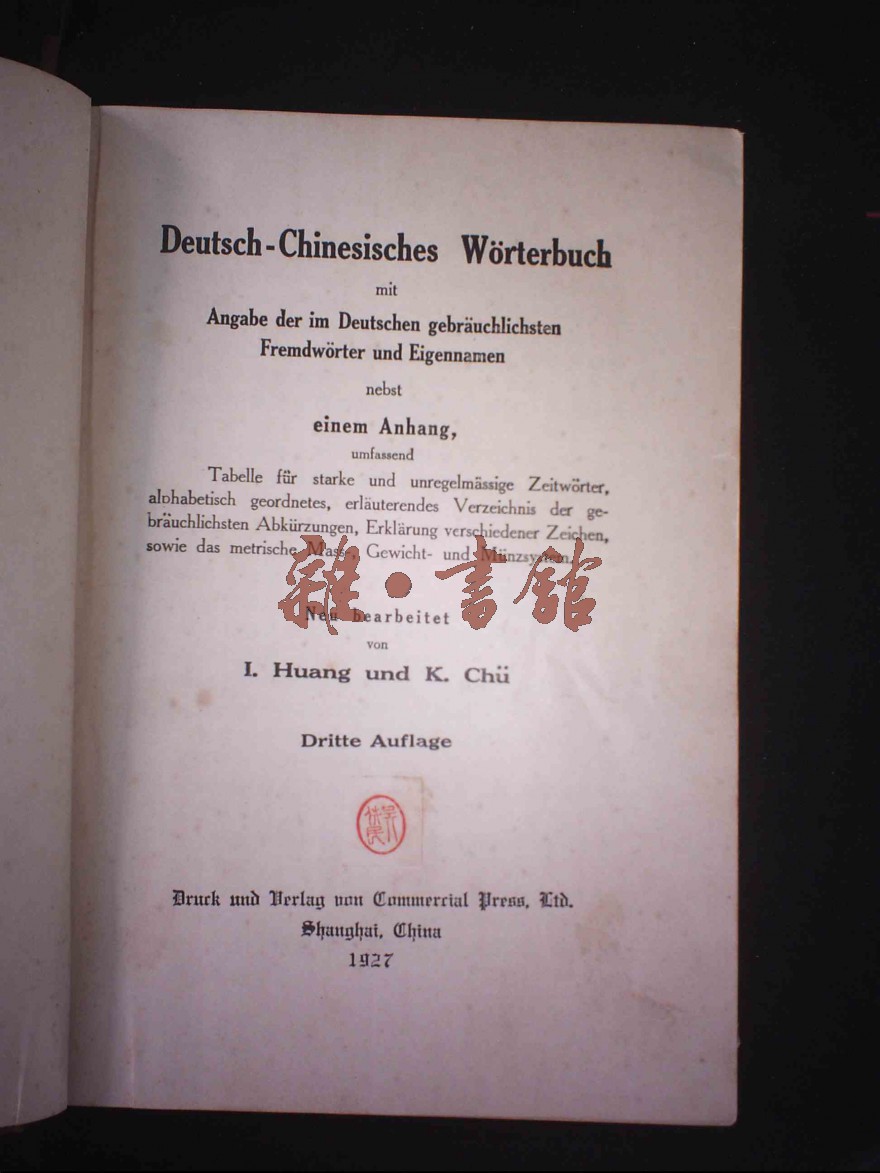 Deutsch-Chinesisches Wörterbuch
mit
Angabe der im Deutschen gebräuchlichsten
Fremdwörter und Eigennamen
nebst
einem Anhang,
umfassend
Tabelle für starke und unregelmässige Zeitwörter,
alphabetisch geordnetes, erläuterendes Verzeichnis der ge-
bräuchlichsten Abkürzungen, Erklärung verschiedener Zeichen,
sowie das metrische Mass-, Gewicht- und Münzsystem.
雜·書館
Neu bearbeitet
von
I. Huang und K. Chü
Dritte Auflage
Druck und Verlag von Commercial Press, Ltd.
Shanghai, China
1927